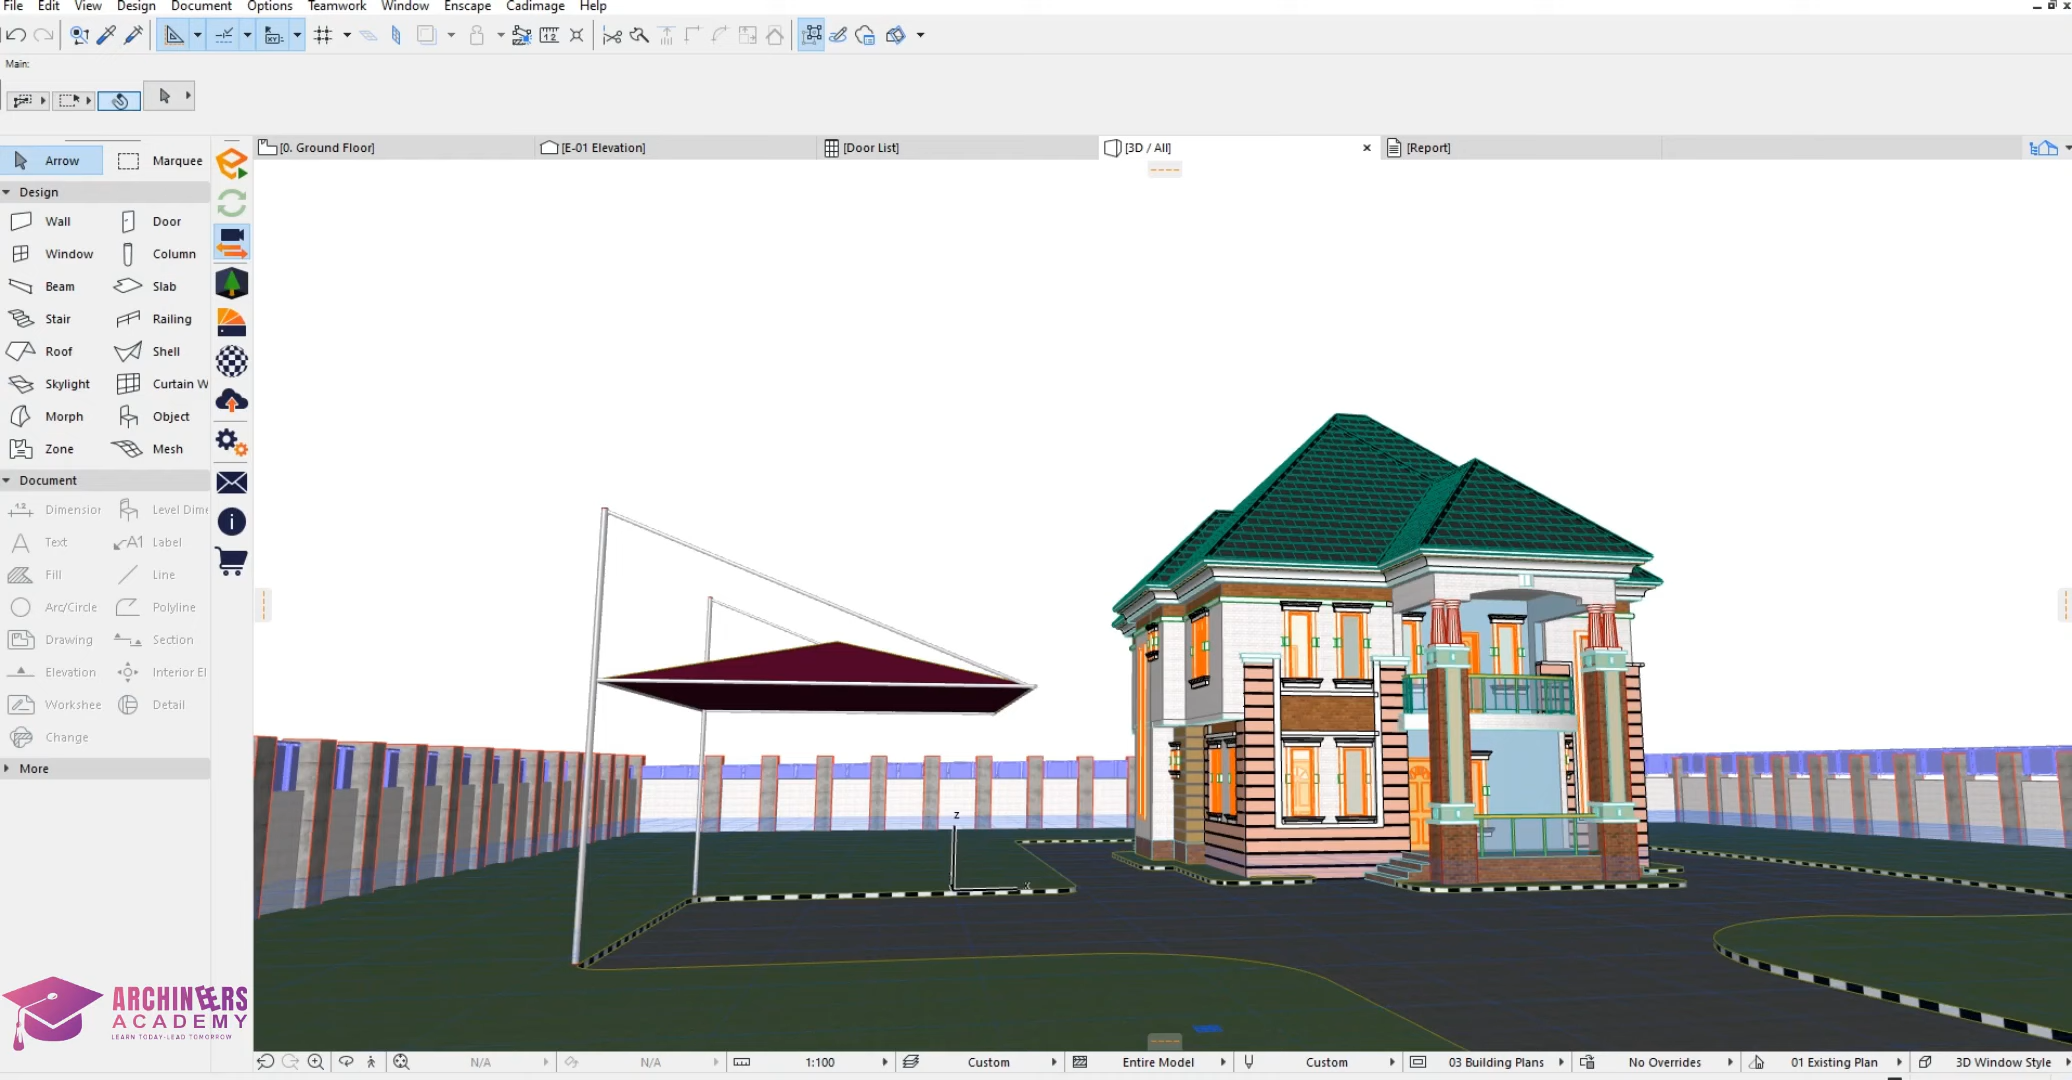 File Edit View Design Document Options Teamwork Window Enscape Cadimage Help
Main:
[0. Ground Floor] [E-01 Elevation] [Door List] [3D / All] [Report]
Arrow Marquee
Design
Wall Door
Window Column
Beam Slab
Stair Railing
Roof Shell
Skylight Curtain W
Morph Object
Zone Mesh
Document
Dimension Level Dime
Text A1 Label
Fill Line
Arc/Circle Polyline
Drawing Section
Elevation Interior El
Workshee Detail
Change
More
z
x
ARCHINEERS
ACADEMY
LEARN TODAY-LEAD TOMORROW
N/A N/A 1:100 Custom Entire Model Custom 03 Building Plans No Overrides 01 Existing Plan 3D Window Style